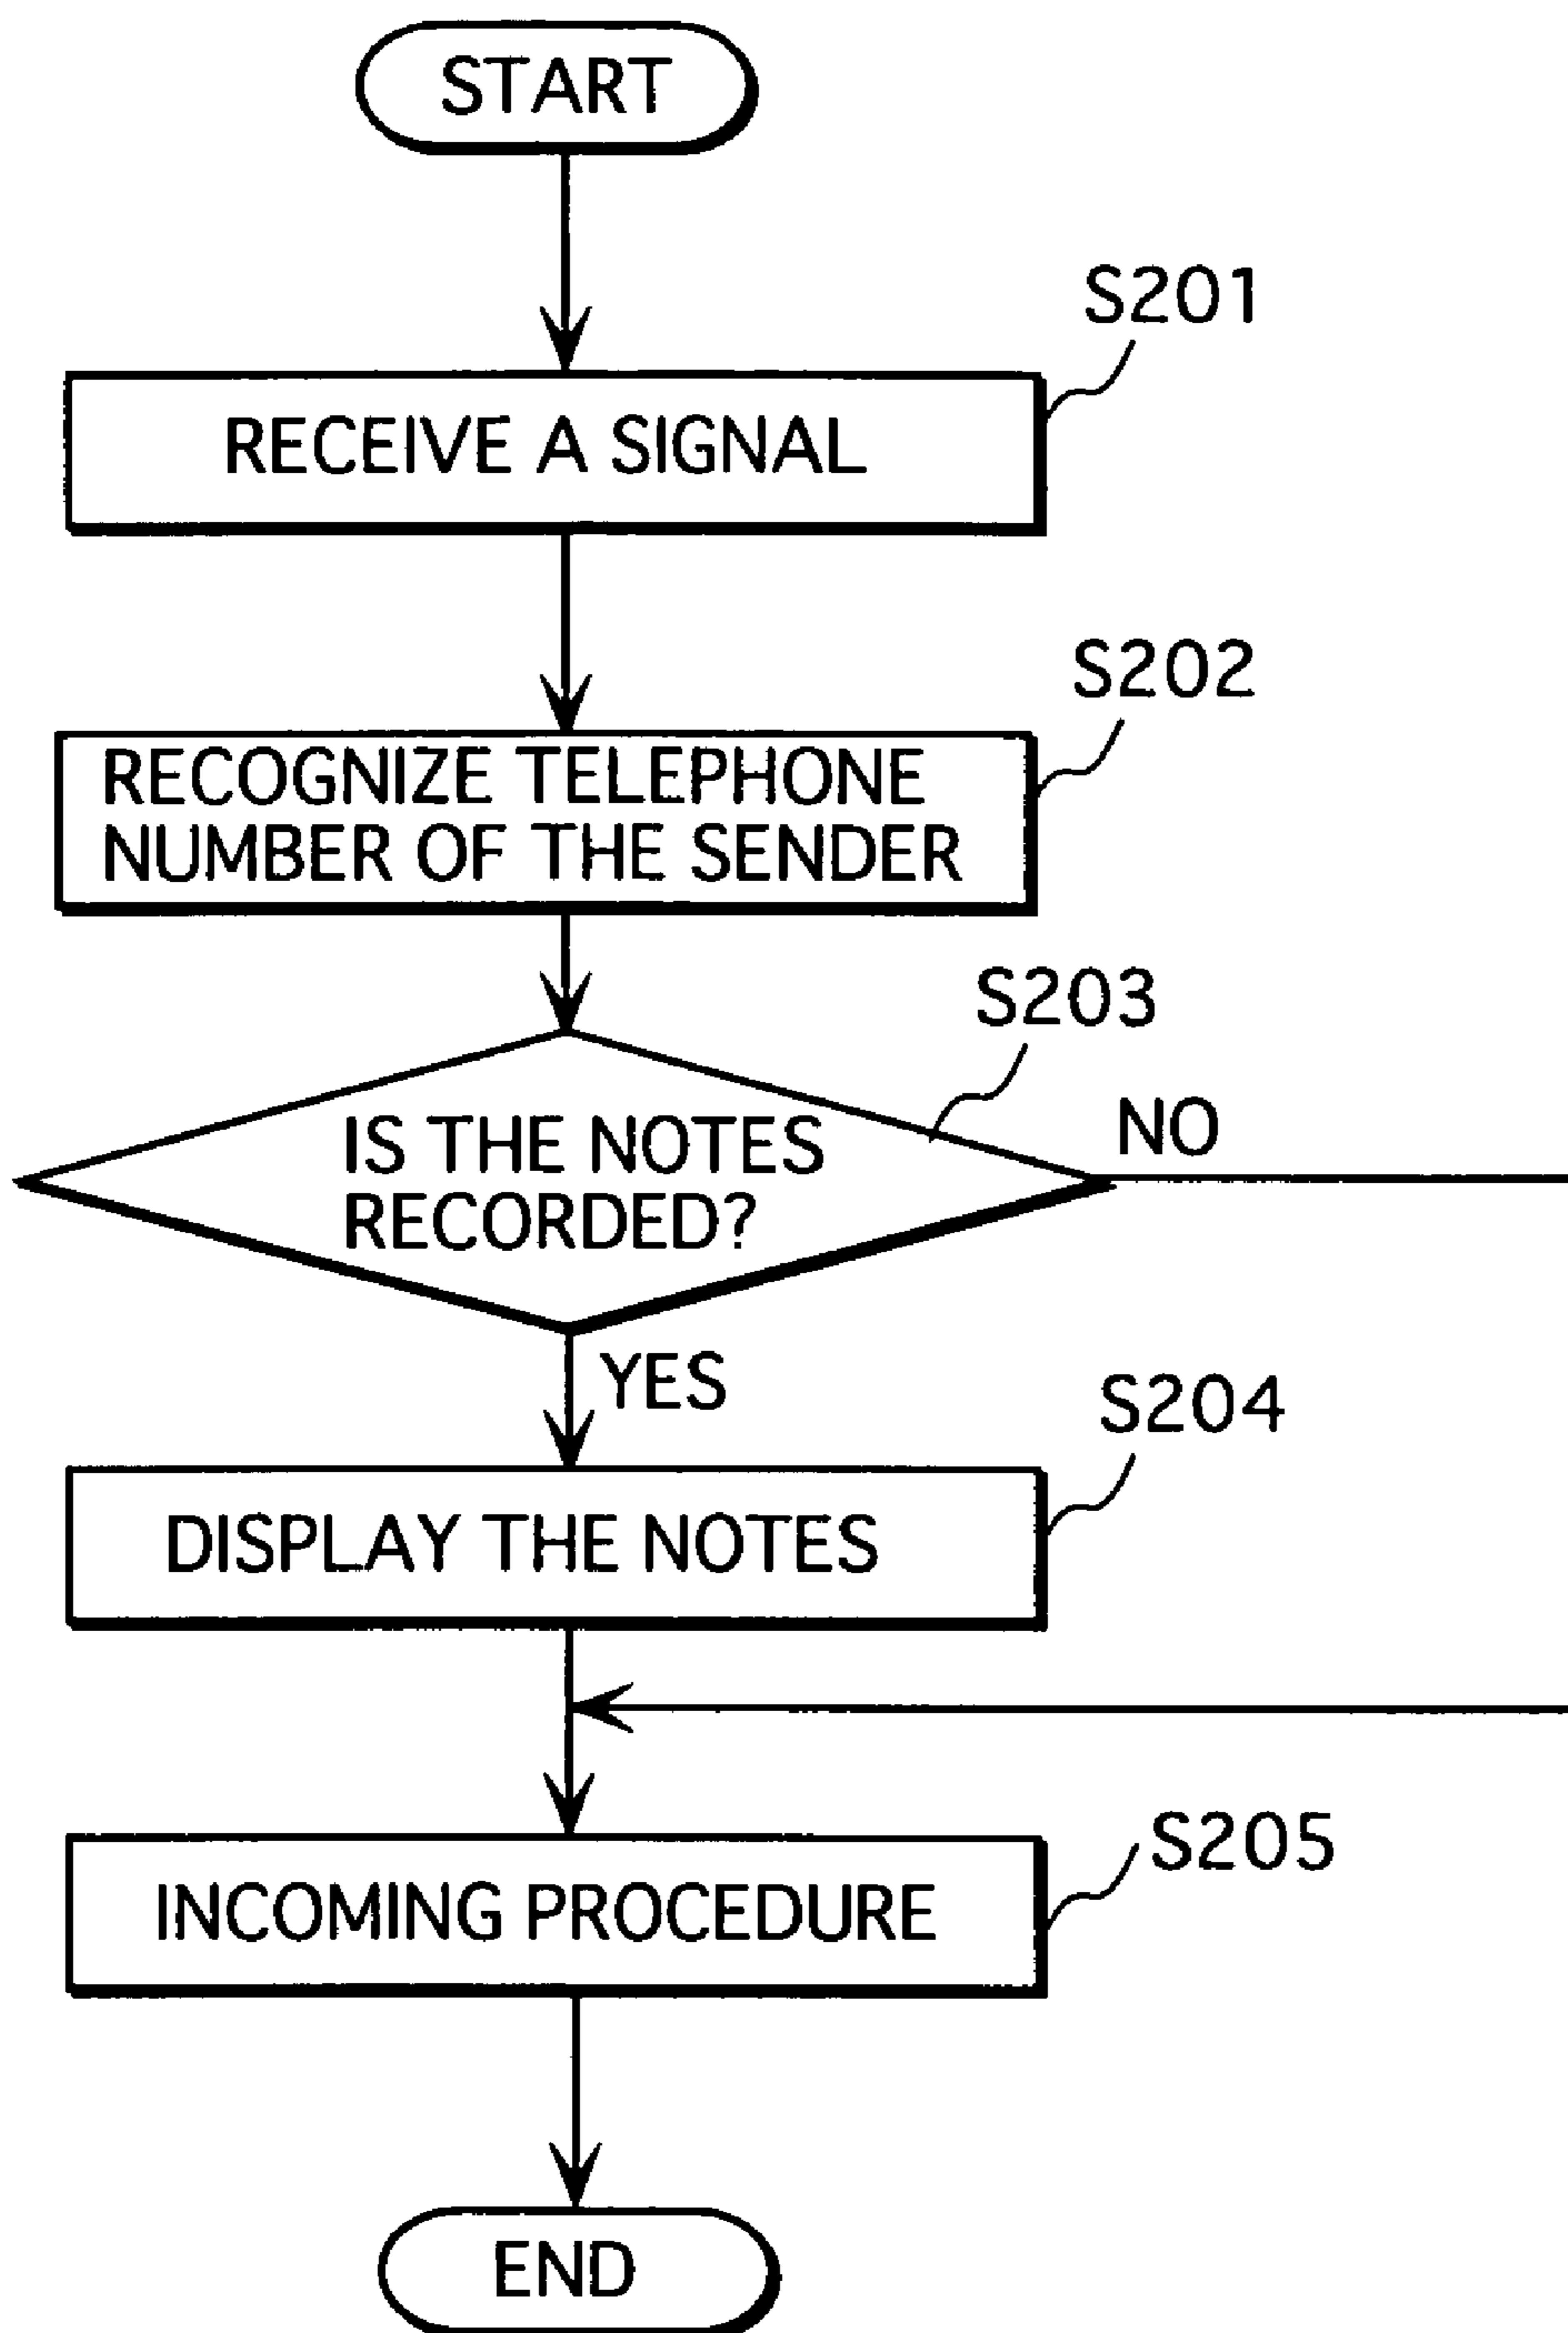 START
S201
RECEIVE A SIGNAL
S202
RECOGNIZE TELEPHONE
NUMBER OF THE SENDER
S203
NO
IS THE NOTES
RECORDED?
YES
S204
DISPLAY THE NOTES
S205
INCOMING PROCEDURE
END